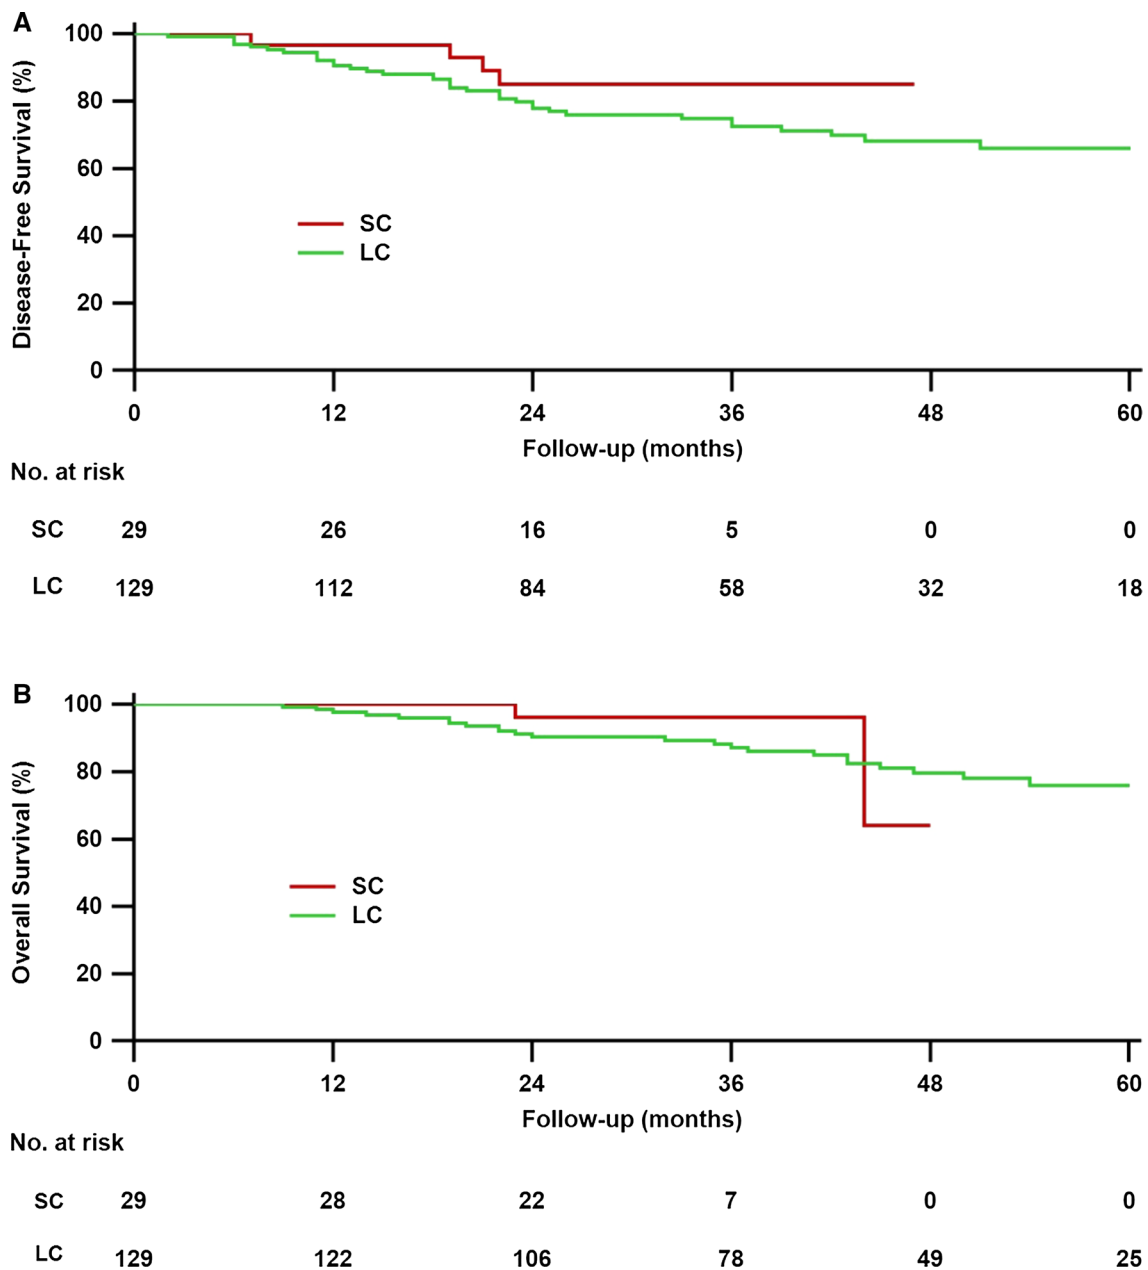 A
Disease-Free Survival (%)
100
80
60
40
20
0
SC
LC
0 12 24 36 48 60
Follow-up (months)
No. at risk
SC 29 26 16 5 0 0
LC 129 112 84 58 32 18
B
Overall Survival (%)
100
80
60
40
20
0
SC
LC
0 12 24 36 48 60
Follow-up (months)
No. at risk
SC 29 28 22 7 0 0
LC 129 122 106 78 49 25